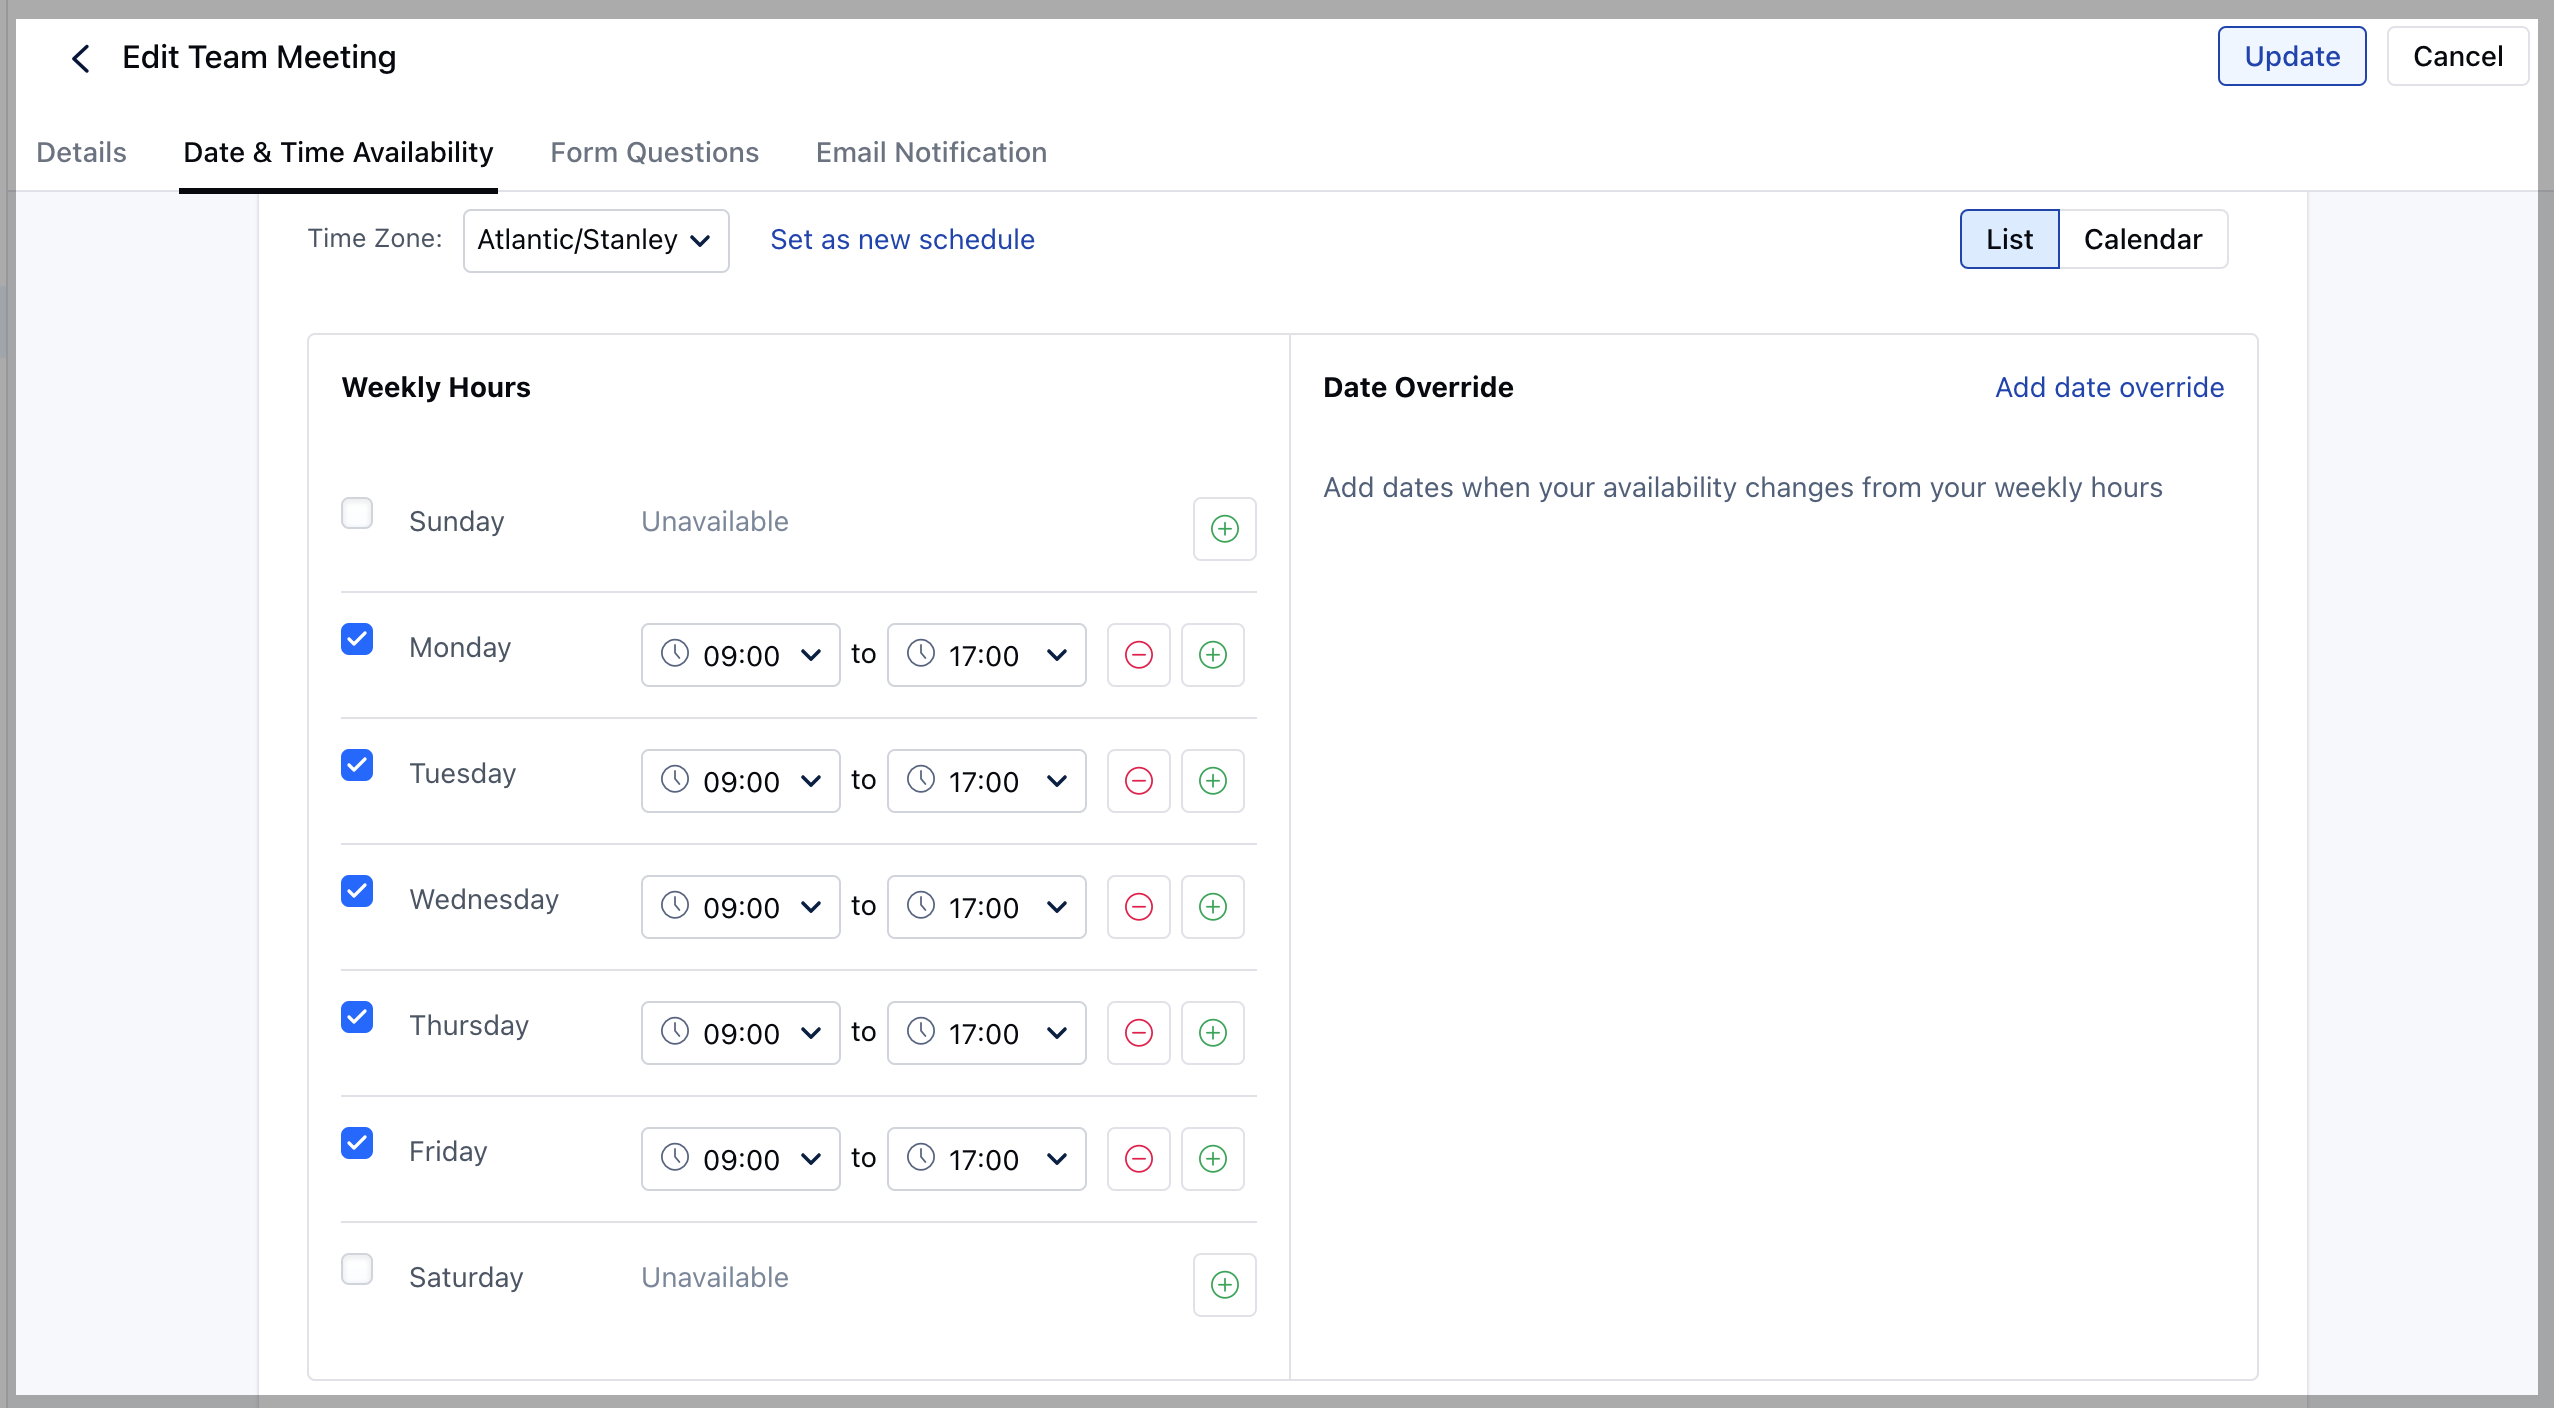 Edit Team Meeting
Update
Cancel
Details
Date & Time Availability
Form Questions
Email Notification
Time Zone:
Atlantic/Stanley
Set as new schedule
List
Calendar
Weekly Hours
Sunday
Unavailable
Monday
09:00 to 17:00
Tuesday
09:00 to 17:00
Wednesday
09:00 to 17:00
Thursday
09:00 to 17:00
Friday
09:00 to 17:00
Saturday
Unavailable
Date Override
Add date override
Add dates when your availability changes from your weekly hours